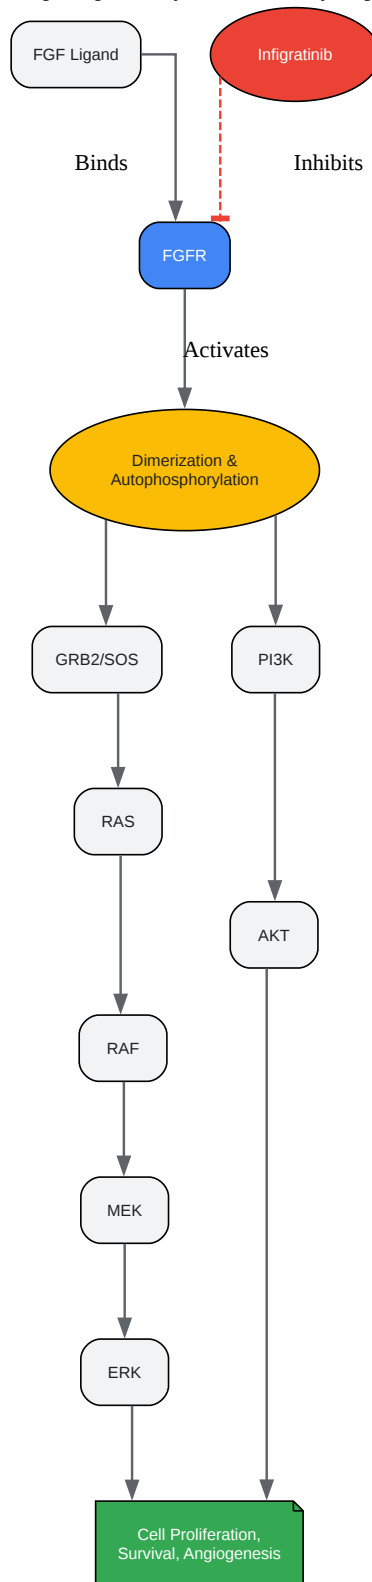 FGF Ligand
Infigratinib
Binds
Inhibits
FGFR
Activates
Dimerization &
Autophosphorylation
GRB2/SOS
PI3K
RAS
AKT
RAF
MEK
ERK
Cell Proliferation,
Survival, Angiogenesis